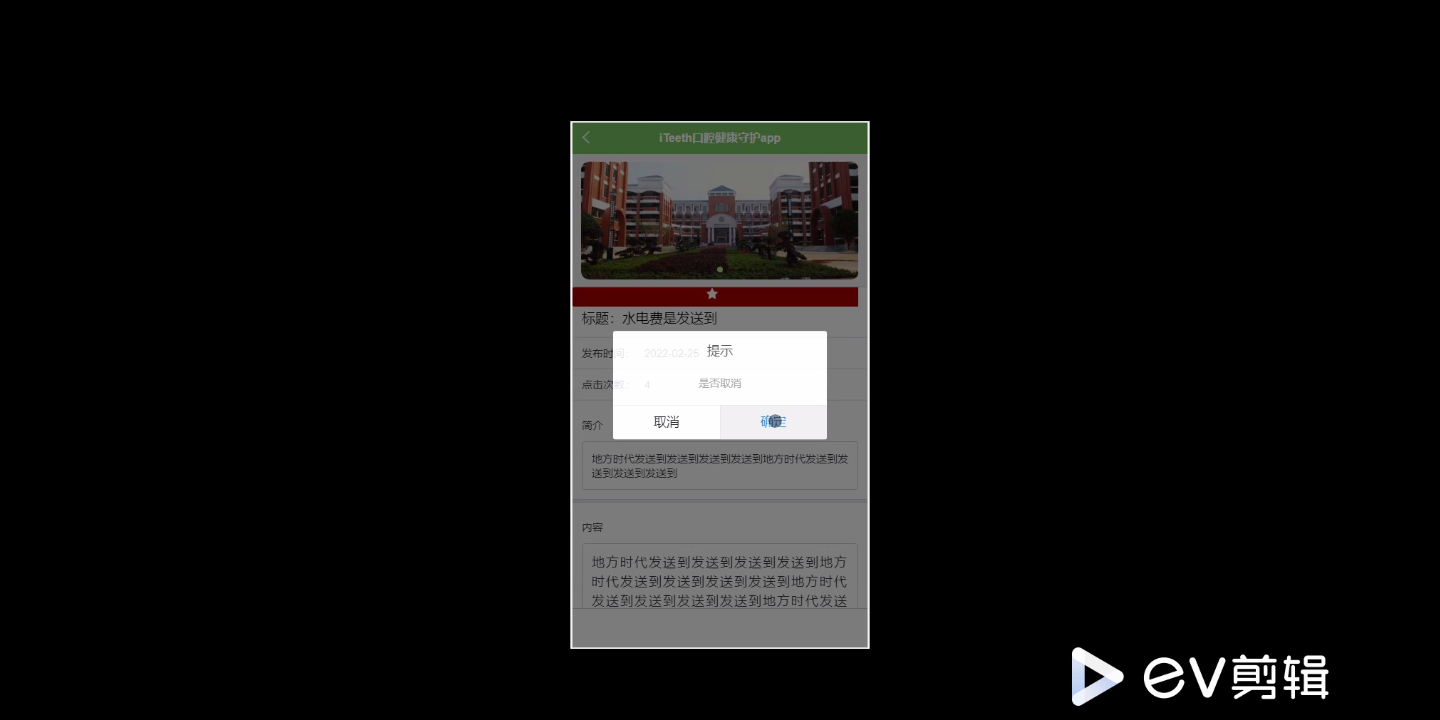 iTeeth口腔健康守护app
标题：水电费是发送到
发布时间： 2022-02-25
提示
点击次数： 4
是否取消
取消
确定
简介
地方时代发送到发送到发送到发送到地方时代发送到发
送到发送到发送到
内容
地方时代发送到发送到发送到发送到地方
时代发送到发送到发送到发送到地方时代
发送到发送到发送到发送到地方时代发送
ev剪辑